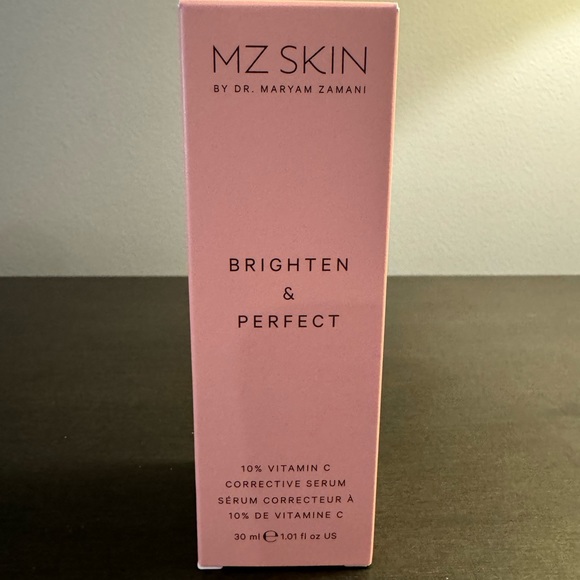 MZ SKIN
BY DR. MARYAM ZAMANI
BRIGHTEN
&
PERFECT
10% VITAMIN C
CORRECTIVE SERUM
SÉRUM CORRECTEUR À
10% DE VITAMINE C
30 ml ℮ 1.01 fl oz US